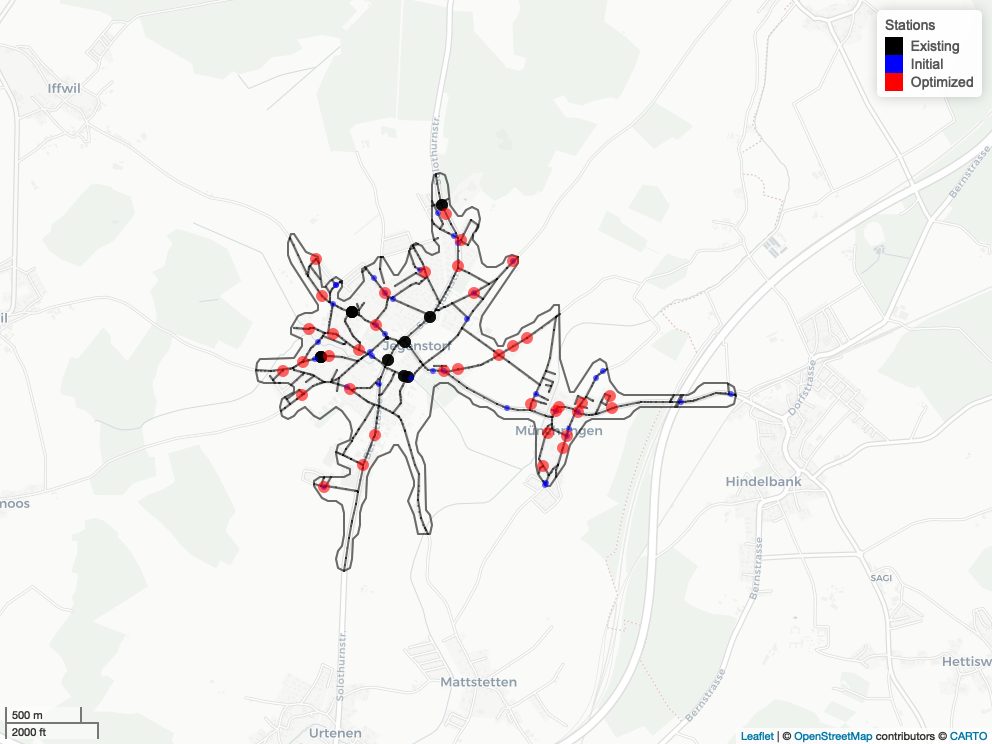 Stations
Existing
Initial
Optimized
Iffwil
Solothurnstr.
Bernstrasse
il
Jegenstorf
Dorfstrasse
Münchringen
Hindelbank
noos
Bernstrasse
SAGI
Solothurnstr.
Mattstetten
Hettisw
Bernstrasse
Urtenen
500 m
2000 ft
Leaflet | © OpenStreetMap contributors © CARTO